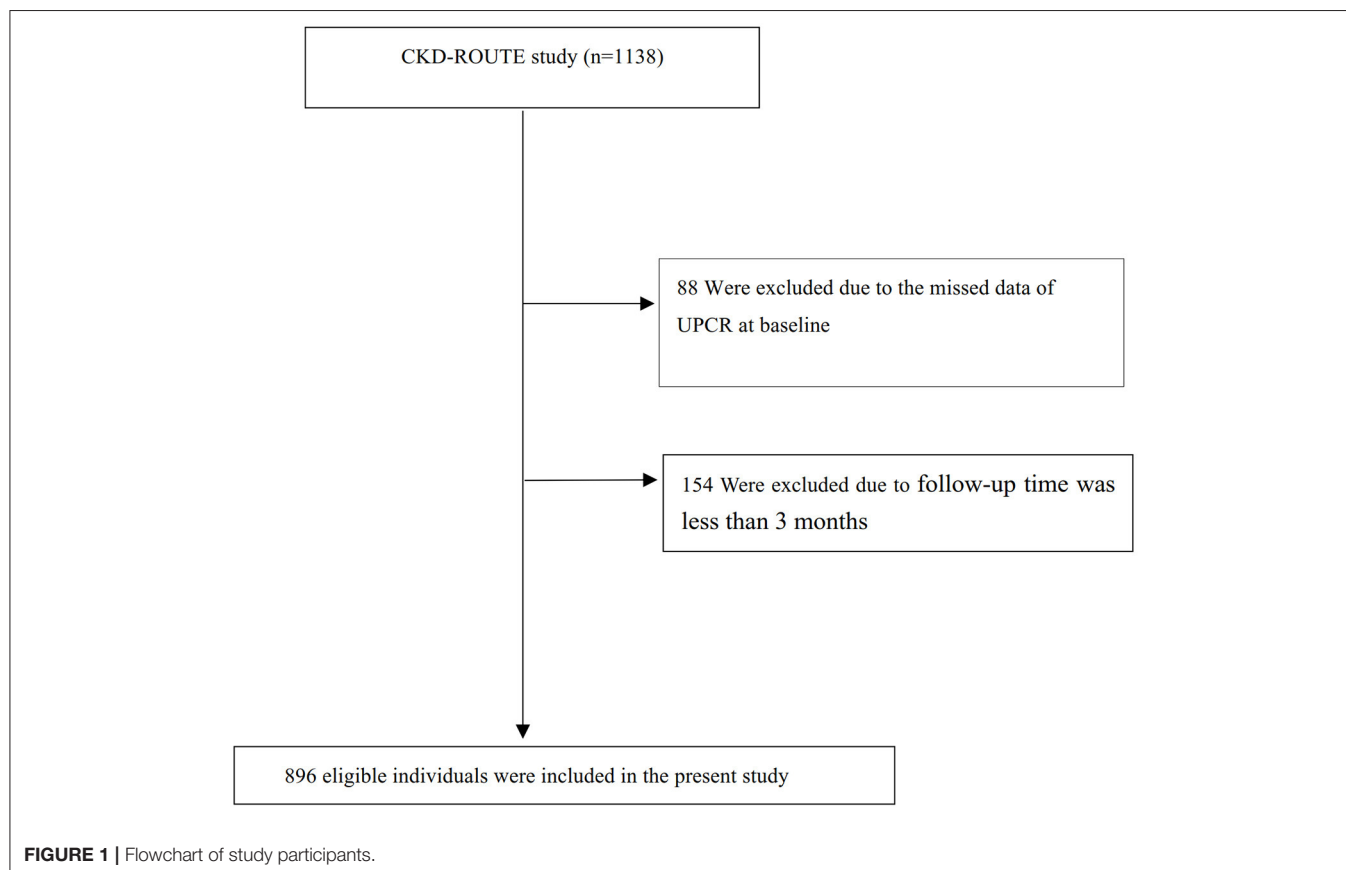 CKD-ROUTE study (n=1138)
88 Were excluded due to the missed data of
UPCR at baseline
154 Were excluded due to follow-up time was
less than 3 months
896 eligible individuals were included in the present study
FIGURE 1 | Flowchart of study participants.